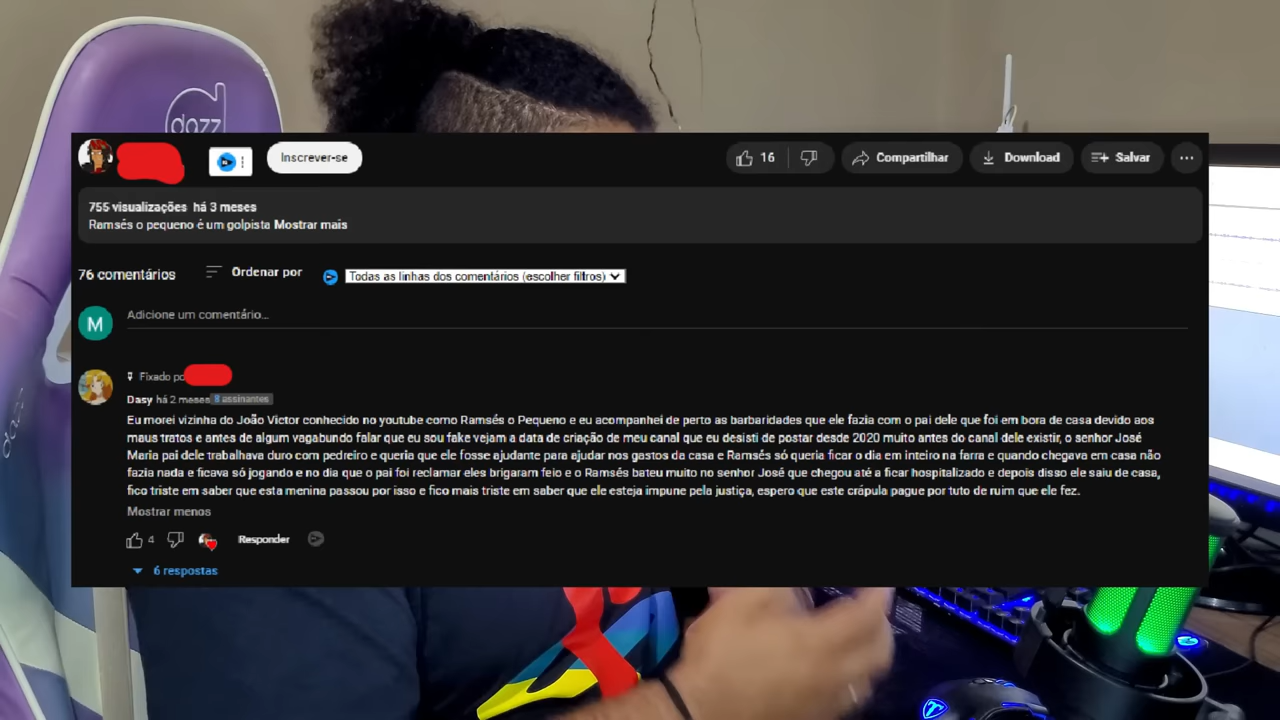 dazz
Inscrever-se
16
Compartilhar
Download
Salvar
755 visualizações há 3 meses
Ramsés o pequeno é um golpista Mostrar mais
76 comentários
Ordenar por
Todas as linhas dos comentários (escolher filtros)
M
Adicione um comentário...
Fixado po
Dasy há 2 meses 8 assinantes
Eu morei vizinha do João Victor conhecido no youtube como Ramsés o Pequeno e eu acompanhei de perto as barbaridades que ele fazia com o pai dele que foi em bora de casa devido aos
maus tratos e antes de algum vagabundo falar que eu sou fake vejam a data de criação de meu canal que eu desisti de postar desde 2020 muito antes do canal dele existir, o senhor José
Maria pai dele trabalhava duro com pedreiro e queria que ele fosse ajudante para ajudar nos gastos da casa e Ramsés só queria ficar o dia em inteiro na farra e quando chegava em casa não
fazia nada e ficava só jogando e no dia que o pai foi reclamar eles brigaram feio e o Ramsés bateu muito no senhor José que chegou até a ficar hospitalizado e depois disso ele saiu de casa,
fico triste em saber que esta menina passou por isso e fico mais triste em saber que ele esteja impune pela justiça, espero que este crápula pague por tuto de ruim que ele fez.
Mostrar menos
4
Responder
6 respostas